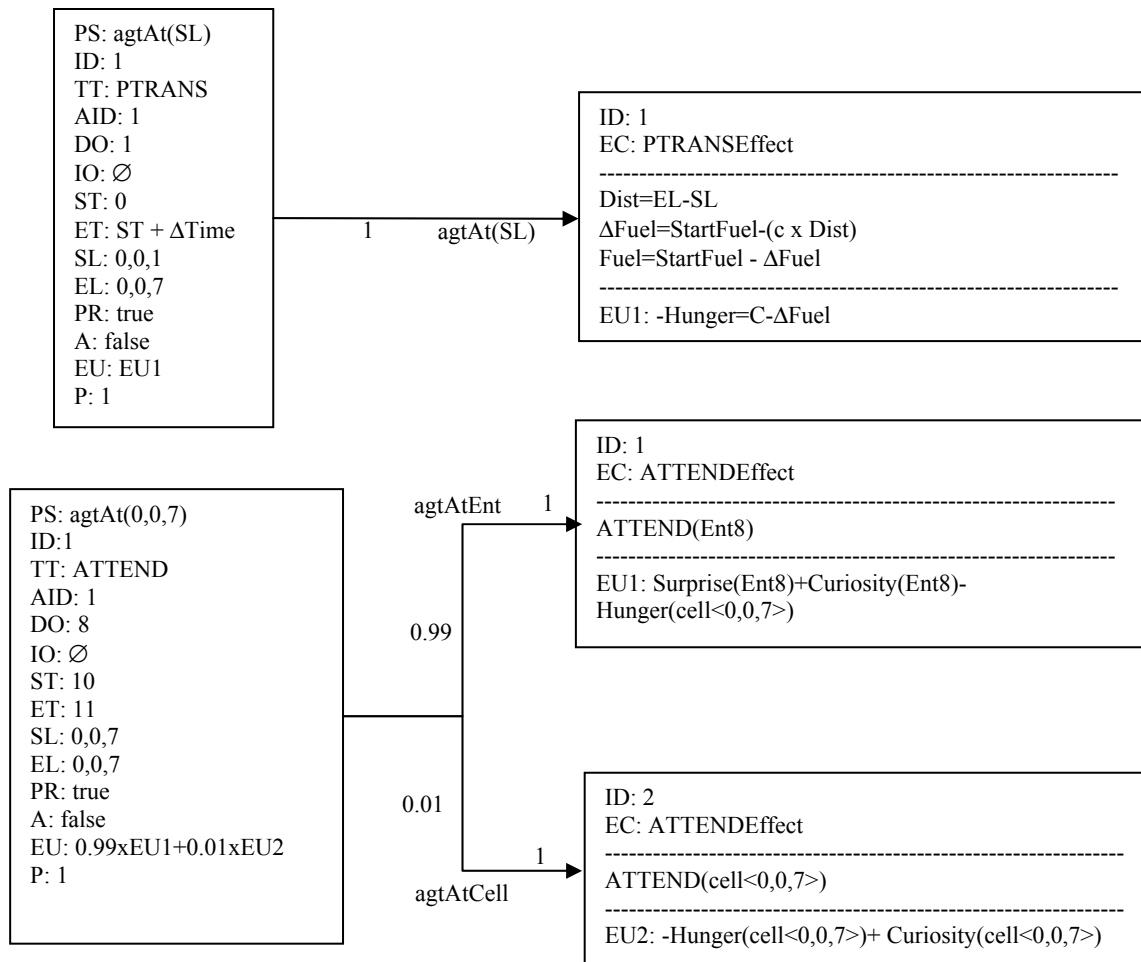 PS: agtAt(SL)
ID: 1
TT: PTRANS
AID: 1
DO: 1
IO: ∅
ST: 0
ET: ST + ΔTime
SL: 0,0,1
EL: 0,0,7
PR: true
A: false
EU: EU1
P: 1
1 agtAt(SL)
ID: 1
EC: PTRANSEffect
--------------------------------------------------------------------
Dist=EL-SL
ΔFuel=StartFuel-(c x Dist)
Fuel=StartFuel - ΔFuel
--------------------------------------------------------------------
EU1: -Hunger=C-ΔFuel
PS: agtAt(0,0,7)
ID:1
TT: ATTEND
AID: 1
DO: 8
IO: ∅
ST: 10
ET: 11
SL: 0,0,7
EL: 0,0,7
PR: true
A: false
EU: 0.99xEU1+0.01xEU2
P: 1
agtAtEnt 1
0.99
ID: 1
EC: ATTENDEffect
--------------------------------------------------------------------
ATTEND(Ent8)
--------------------------------------------------------------------
EU1: Surprise(Ent8)+Curiosity(Ent8)-
Hunger(cell<0,0,7>)
0.01
1
agtAtCell
ID: 2
EC: ATTENDEffect
--------------------------------------------------------------------
ATTEND(cell<0,0,7>)
--------------------------------------------------------------------
EU2: -Hunger(cell<0,0,7>)+ Curiosity(cell<0,0,7>)